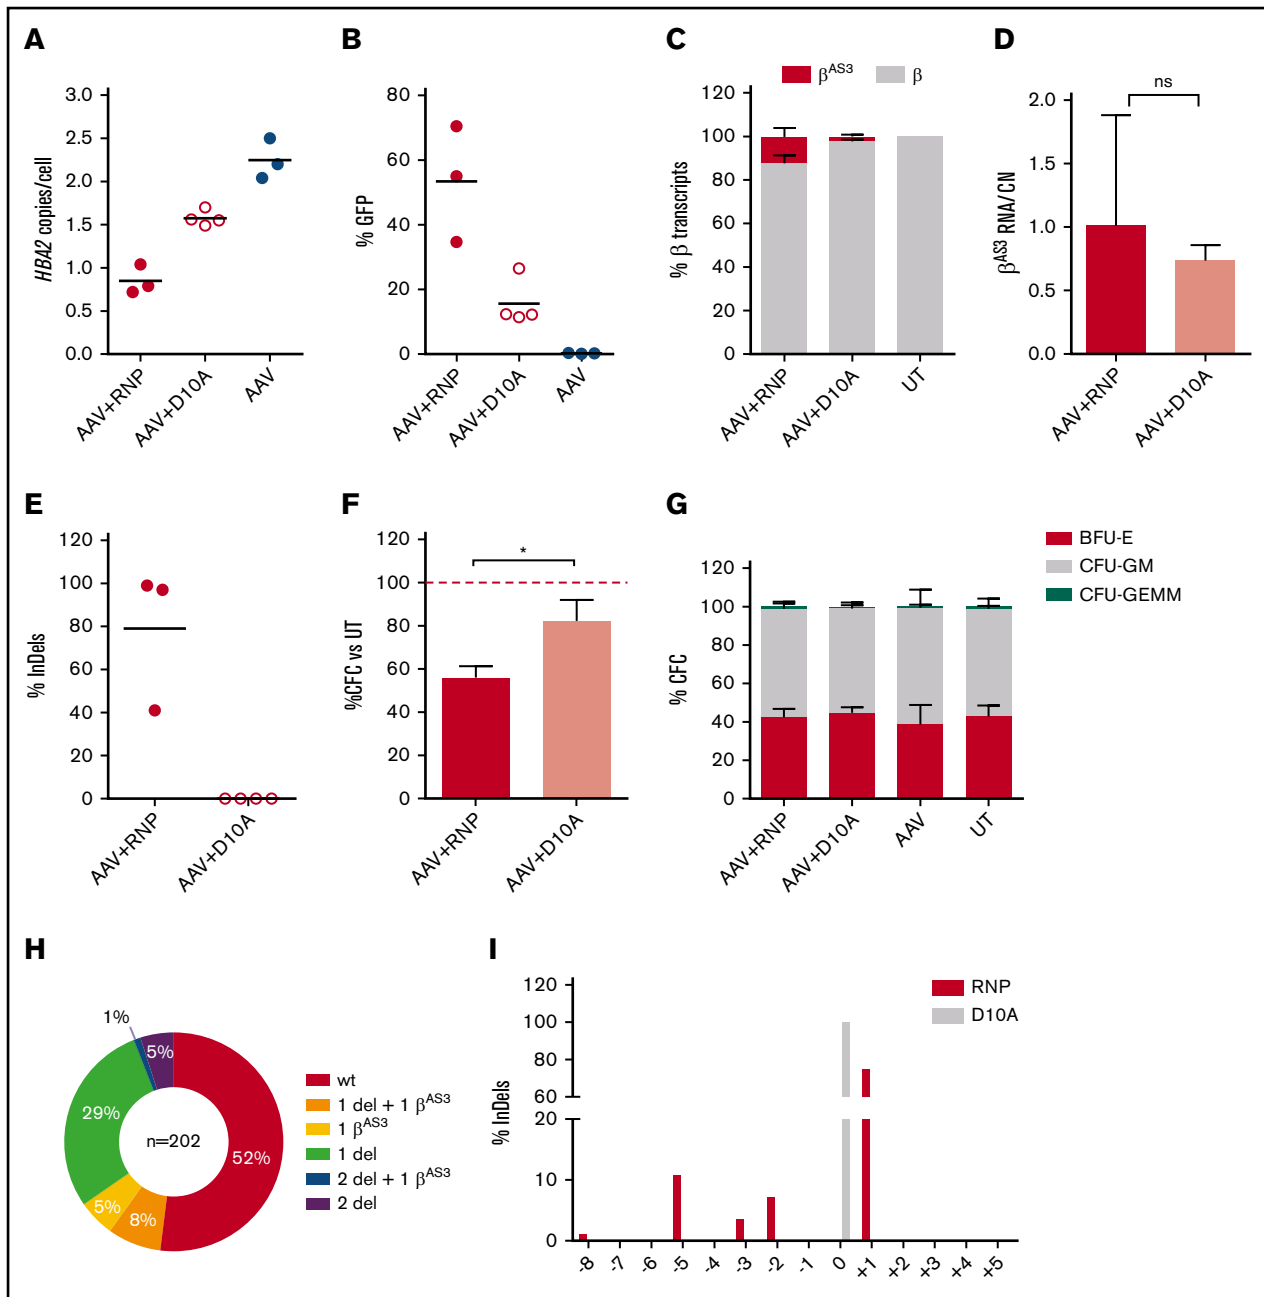 A
HBA2 copies/cell
3.0
2.5
2.0
1.5
1.0
0.5
0.0
AAV+RNP
AAV+D10A
AAV
B
% GFP
80
60
40
20
0
AAV+RNP
AAV+D10A
AAV
C
β^AS3
β
% β transcripts
120
100
80
60
40
20
0
AAV+RNP
AAV+D10A
UT
D
ns
β^AS3 RNA/CN
2.0
1.5
1.0
0.5
0.0
AAV+RNP
AAV+D10A
E
% InDels
120
100
80
60
40
20
0
AAV+RNP
AAV+D10A
F
*
%CFC vs UT
120
100
80
60
40
20
0
AAV+RNP
AAV+D10A
G
% CFC
120
100
80
60
40
20
0
AAV+RNP
AAV+D10A
AAV
UT
BFU-E
CFU-GM
CFU-GEMM
H
1%
5%
29%
n=202
52%
5%
8%
wt
1 del + 1 β^AS3
1 β^AS3
1 del
2 del + 1 β^AS3
2 del
I
% InDels
120
100
80
60
20
10
0
-8 -7 -6 -5 -4 -3 -2 -1 0 +1 +2 +3 +4 +5
RNP
D10A